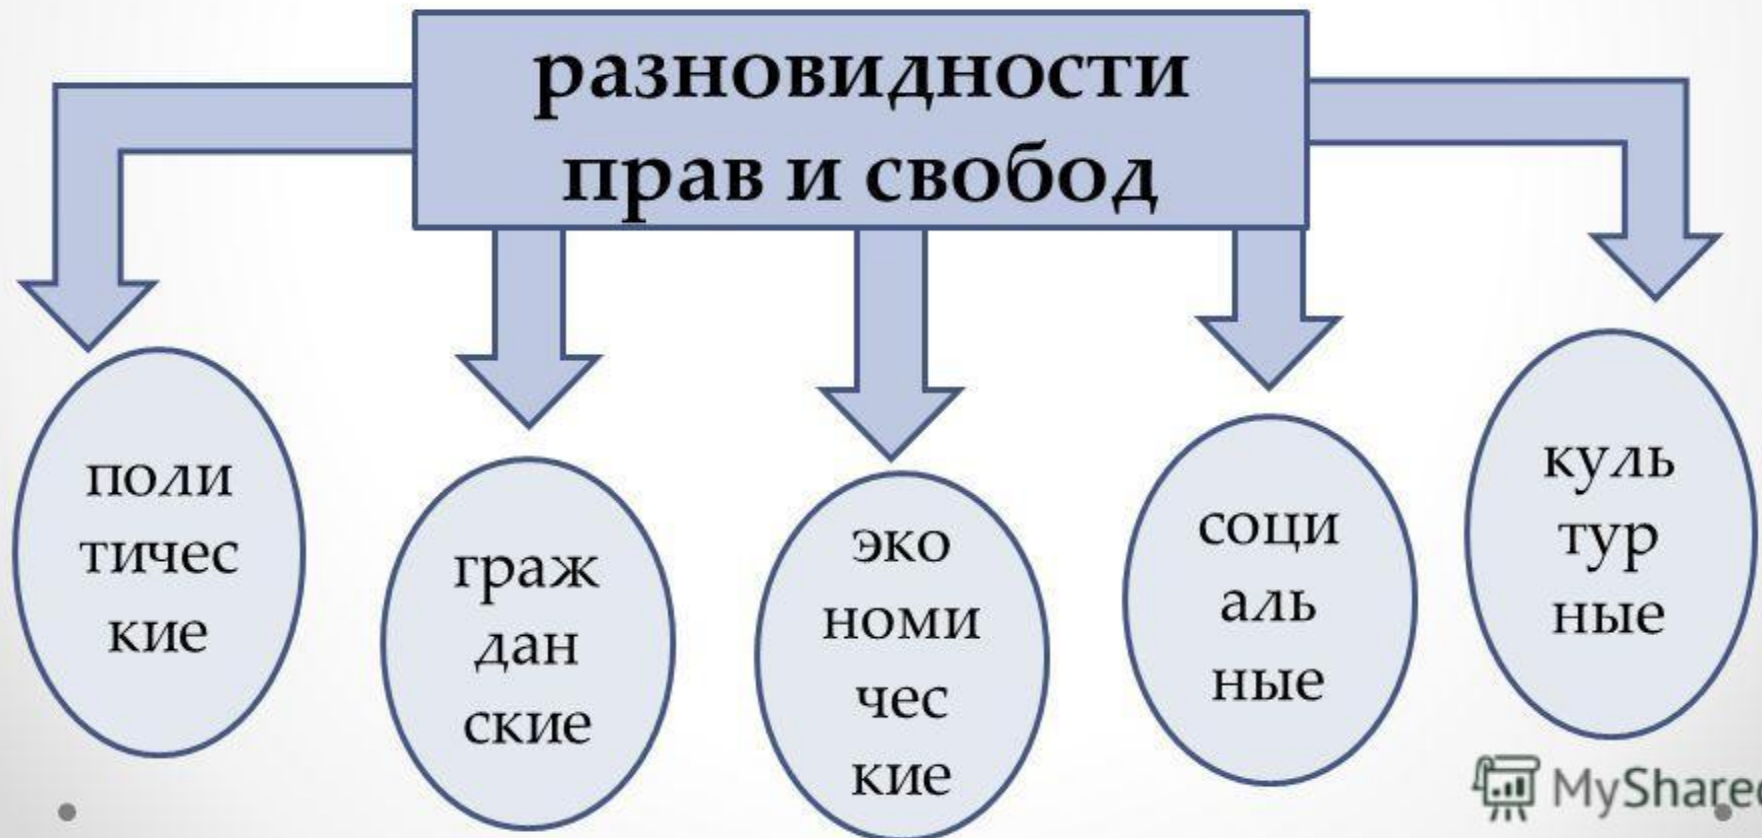 разновидности
прав и свобод
поли
тичес
кие
граж
дан
ские
эко
номи
чес
кие
соци
аль
ные
куль
тур
ные
MyShared